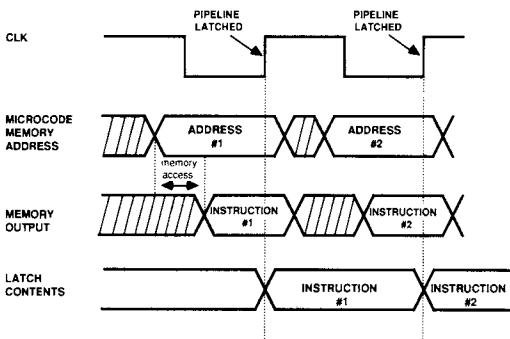 PIPELINE
LATCHED
PIPELINE
LATCHED
CLK
MICROCODE
MEMORY
ADDRESS
ADDRESS
#1
ADDRESS
#2
memory
access
MEMORY
OUTPUT
INSTRUCTION
#1
INSTRUCTION
#2
LATCH
CONTENTS
INSTRUCTION
#1
INSTRUCTION
#2